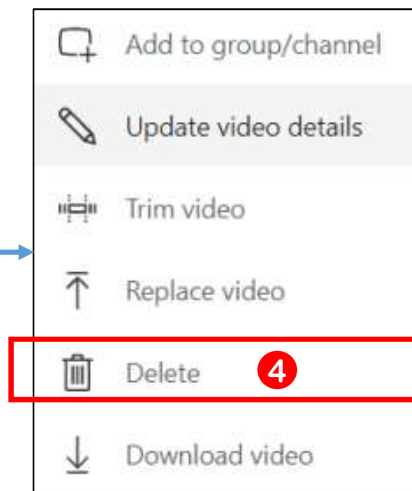 Add to group/channel
Update video details
Trim video
Replace video
Delete 4
Download video